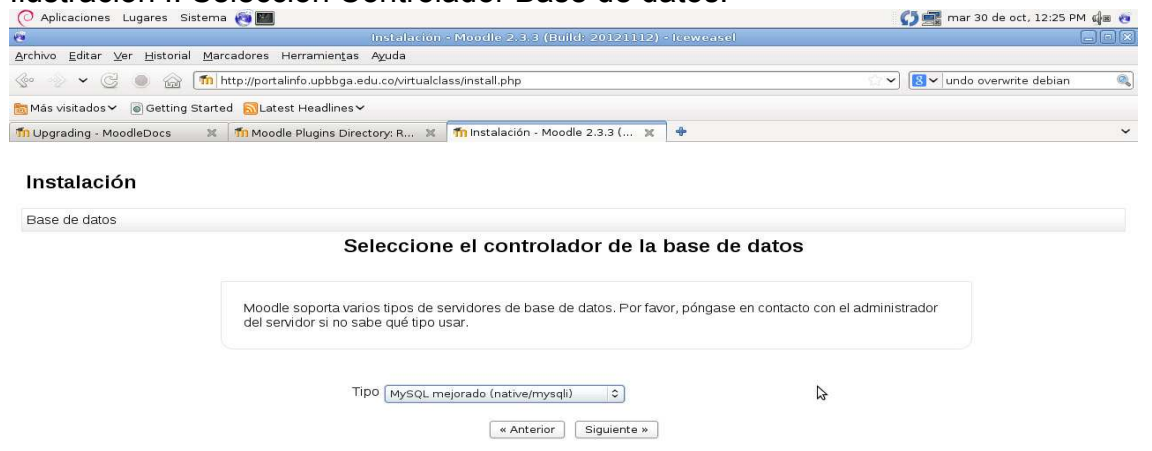 Ilustración I. Selección Controlador Base de datos.
Aplicaciones Lugares Sistema mar 30 de oct, 12:25 PM
Instalación - Moodle 2.3.3 (Build: 20121112) - Iceweasel
Archivo Editar Ver Historial Marcadores Herramientas Ayuda
http://portalinfo.upbbga.edu.co/virtualclass/install.php undo overwrite debian
Más visitados Getting Started Latest Headlines
Upgrading - MoodleDocs Moodle Plugins Directory: R... Instalación - Moodle 2.3.3 (...
Instalación
Base de datos
Seleccione el controlador de la base de datos
Moodle soporta varios tipos de servidores de base de datos. Por favor, póngase en contacto con el administrador
del servidor si no sabe qué tipo usar.
Tipo MySQL mejorado (native/mysqli)
« Anterior Siguiente »